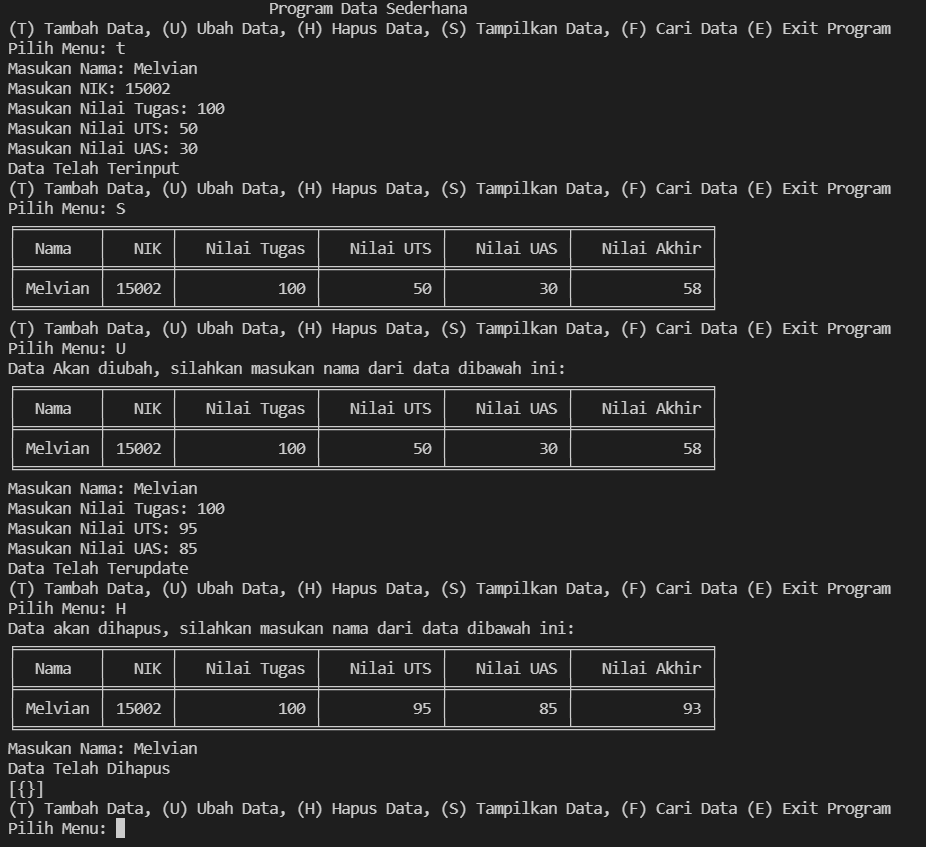 Program Data Sederhana
(T) Tambah Data, (U) Ubah Data, (H) Hapus Data, (S) Tampilkan Data, (F) Cari Data (E) Exit Program
Pilih Menu: t
Masukan Nama: Melvian
Masukan NIK: 15002
Masukan Nilai Tugas: 100
Masukan Nilai UTS: 50
Masukan Nilai UAS: 30
Data Telah Terinput
(T) Tambah Data, (U) Ubah Data, (H) Hapus Data, (S) Tampilkan Data, (F) Cari Data (E) Exit Program
Pilih Menu: S
Nama NIK Nilai Tugas Nilai UTS Nilai UAS Nilai Akhir
Melvian 15002 100 50 30 58
(T) Tambah Data, (U) Ubah Data, (H) Hapus Data, (S) Tampilkan Data, (F) Cari Data (E) Exit Program
Pilih Menu: U
Data Akan diubah, silahkan masukan nama dari data dibawah ini:
Nama NIK Nilai Tugas Nilai UTS Nilai UAS Nilai Akhir
Melvian 15002 100 50 30 58
Masukan Nama: Melvian
Masukan Nilai Tugas: 100
Masukan Nilai UTS: 95
Masukan Nilai UAS: 85
Data Telah Terupdate
(T) Tambah Data, (U) Ubah Data, (H) Hapus Data, (S) Tampilkan Data, (F) Cari Data (E) Exit Program
Pilih Menu: H
Data akan dihapus, silahkan masukan nama dari data dibawah ini:
Nama NIK Nilai Tugas Nilai UTS Nilai UAS Nilai Akhir
Melvian 15002 100 95 85 93
Masukan Nama: Melvian
Data Telah Dihapus
[{}]
(T) Tambah Data, (U) Ubah Data, (H) Hapus Data, (S) Tampilkan Data, (F) Cari Data (E) Exit Program
Pilih Menu: